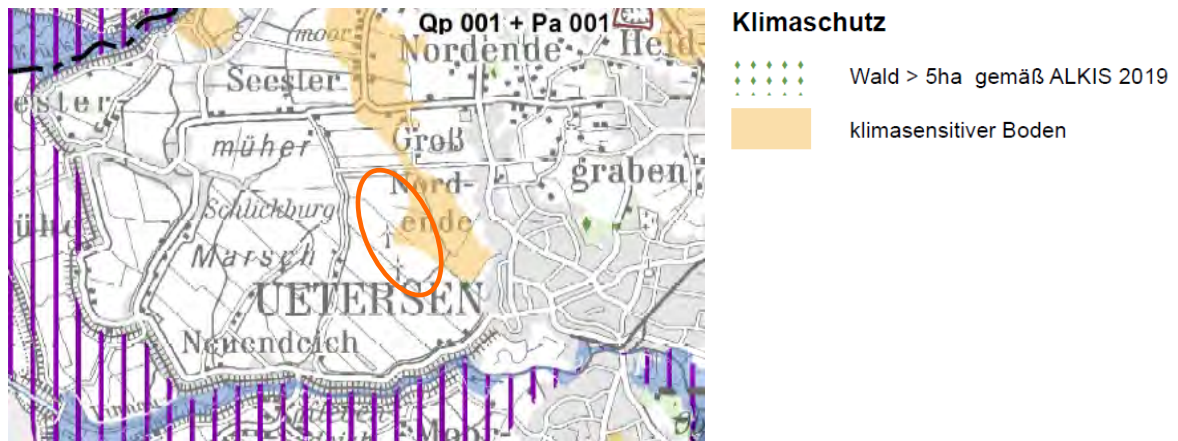 Qp 001 + Pa 001
(moor
Nordende
Heid-
Seester
ester
müher
Groß
graben
Nord-
ende
Schlickburg
Marsch
UETERSEN
Neuendeich
Moor-
Klimaschutz
Wald > 5ha gemäß ALKIS 2019
klimasensitiver Boden